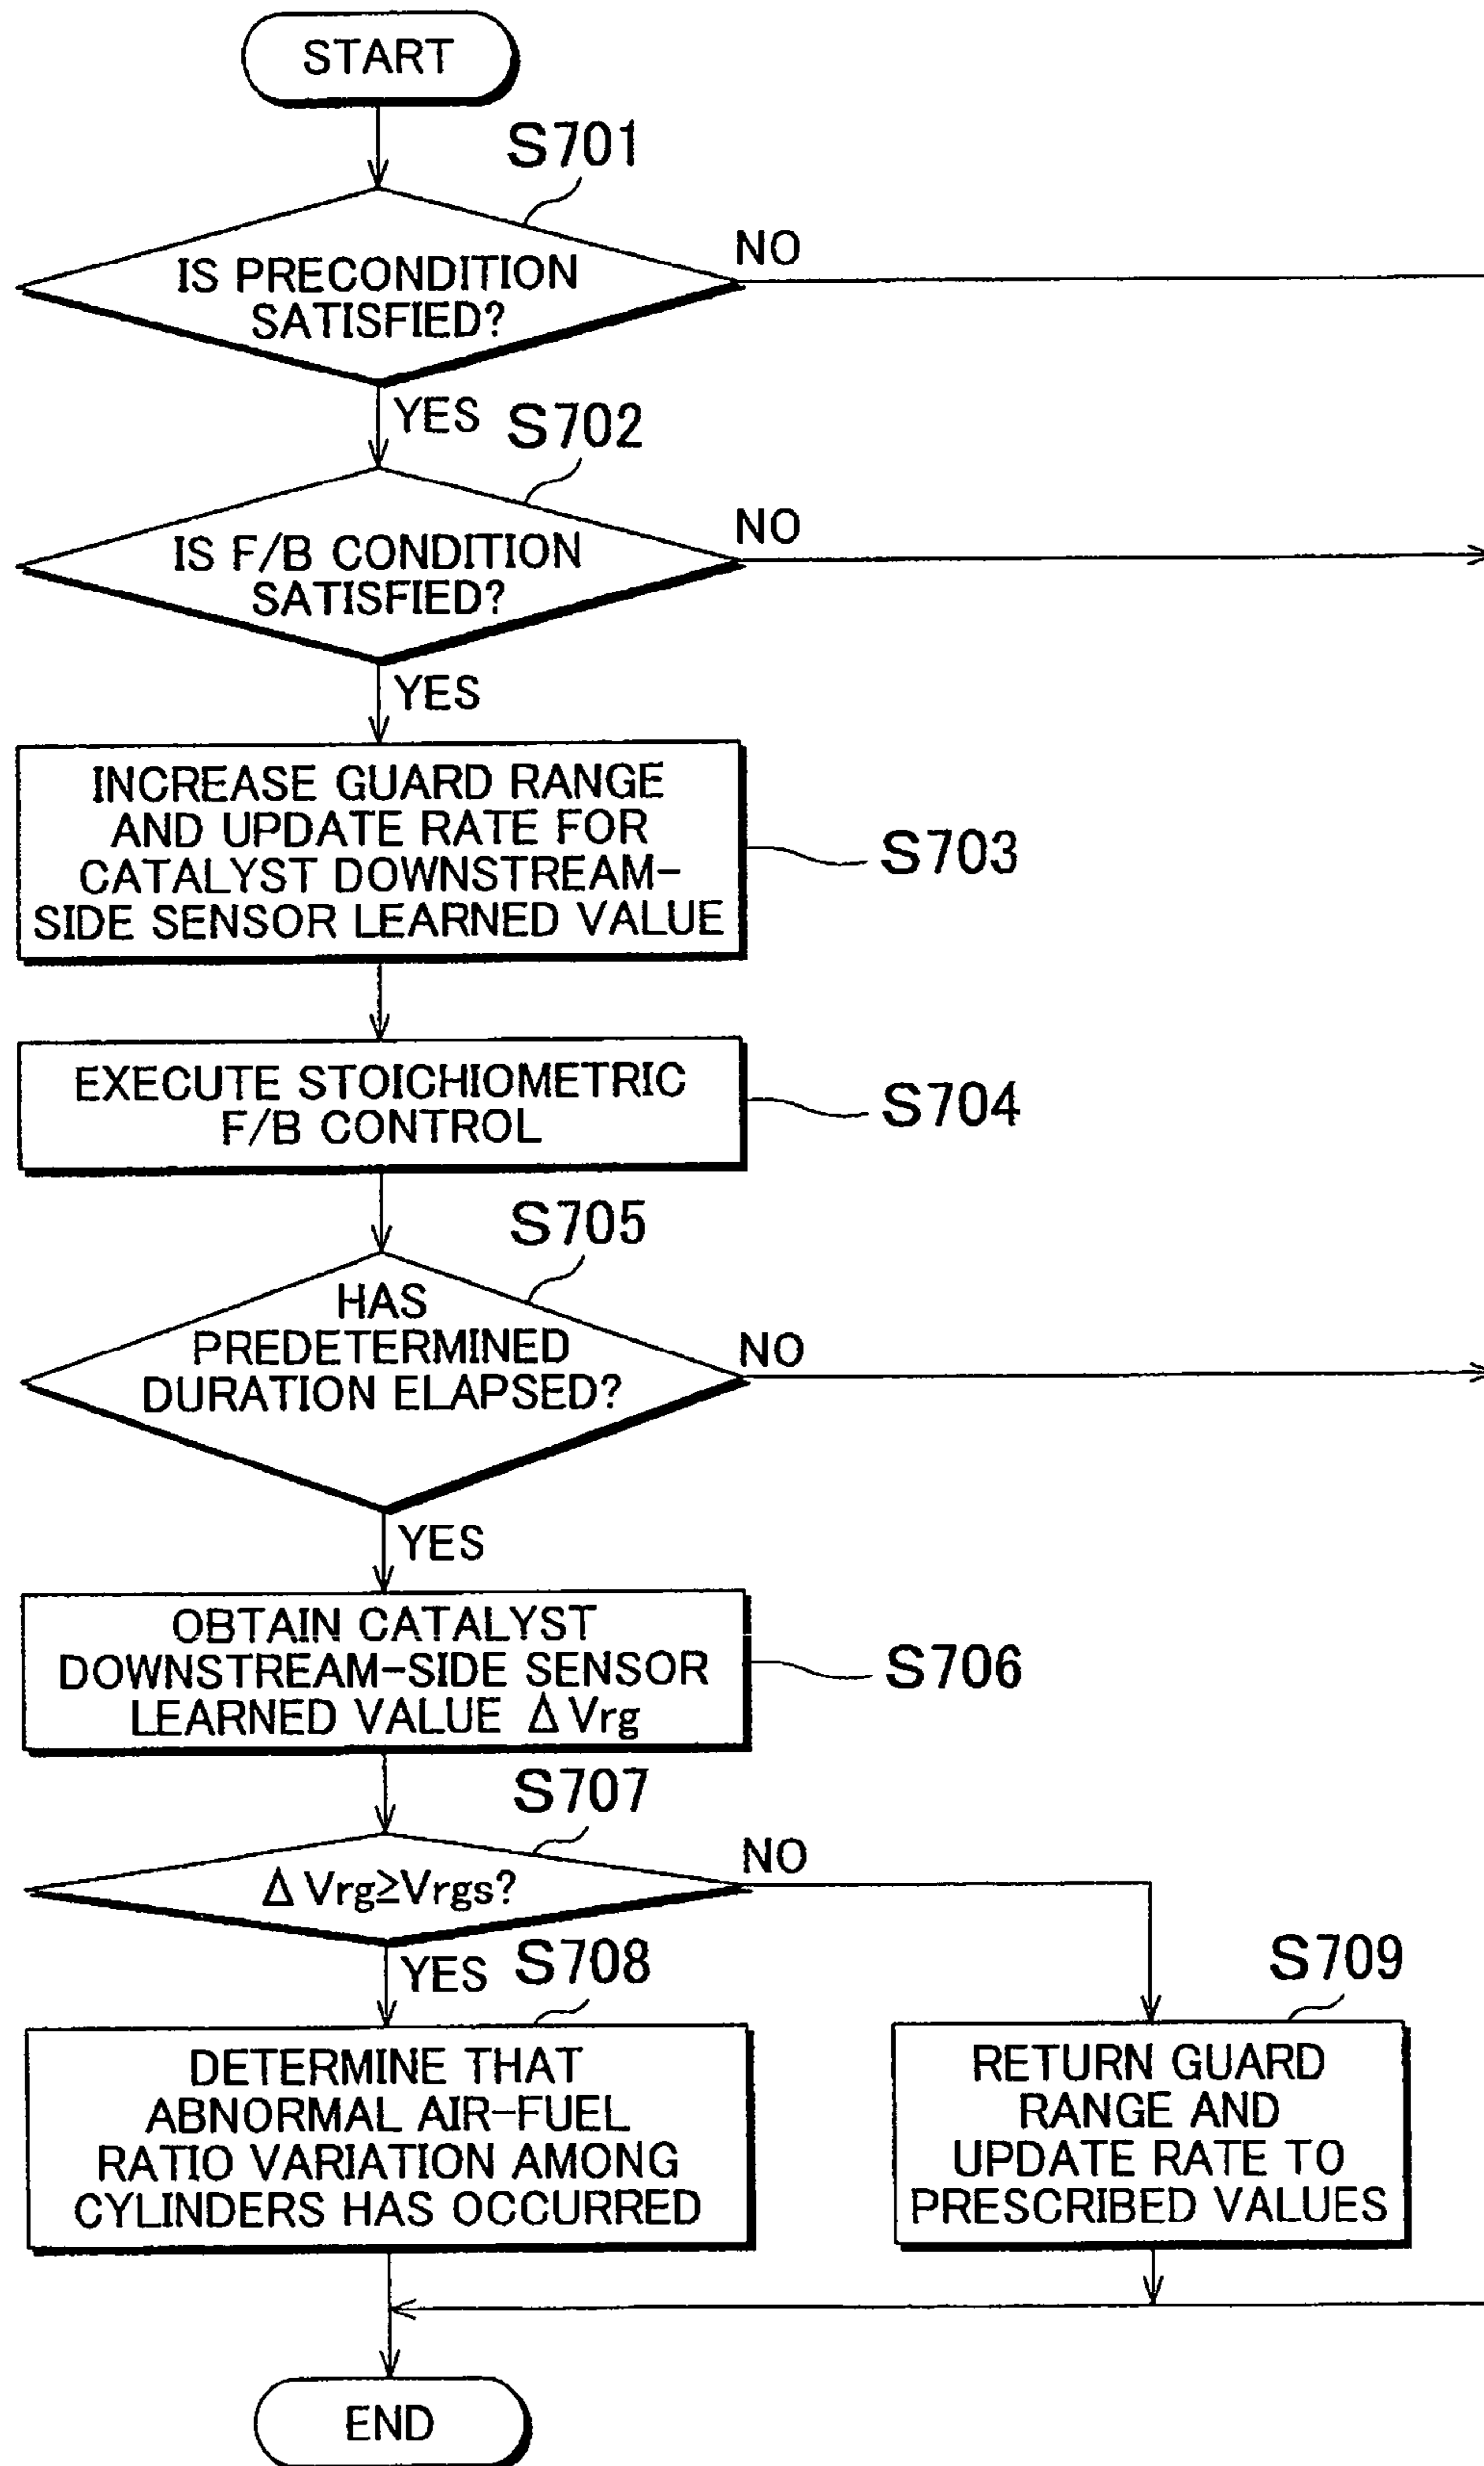 START
S701
IS PRECONDITION
SATISFIED?
NO
YES
S702
IS F/B CONDITION
SATISFIED?
NO
YES
INCREASE GUARD RANGE
AND UPDATE RATE FOR
CATALYST DOWNSTREAM-
SIDE SENSOR LEARNED VALUE
S703
EXECUTE STOICHIOMETRIC
F/B CONTROL
S704
S705
HAS
PREDETERMINED
DURATION ELAPSED?
NO
YES
OBTAIN CATALYST
DOWNSTREAM-SIDE SENSOR
LEARNED VALUE ΔVrg
S706
S707
ΔVrg≥Vrgs?
NO
YES
S708
DETERMINE THAT
ABNORMAL AIR-FUEL
RATIO VARIATION AMONG
CYLINDERS HAS OCCURRED
S709
RETURN GUARD
RANGE AND
UPDATE RATE TO
PRESCRIBED VALUES
END